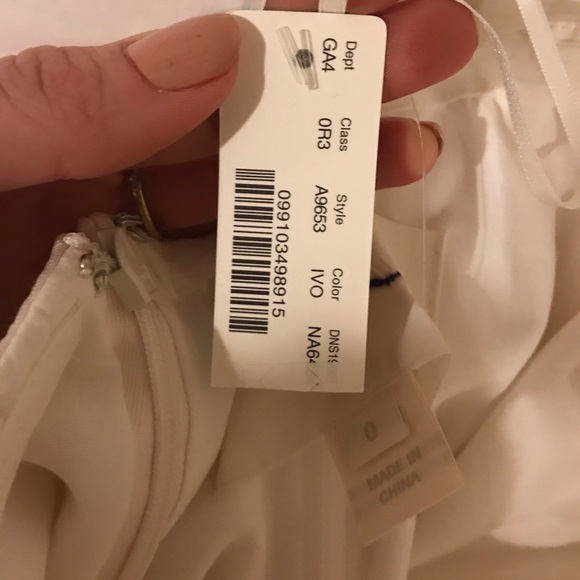 Dept Class Style Color
GA4 0R3 A9653 IVO
099103498915
0
MADE IN
CHINA